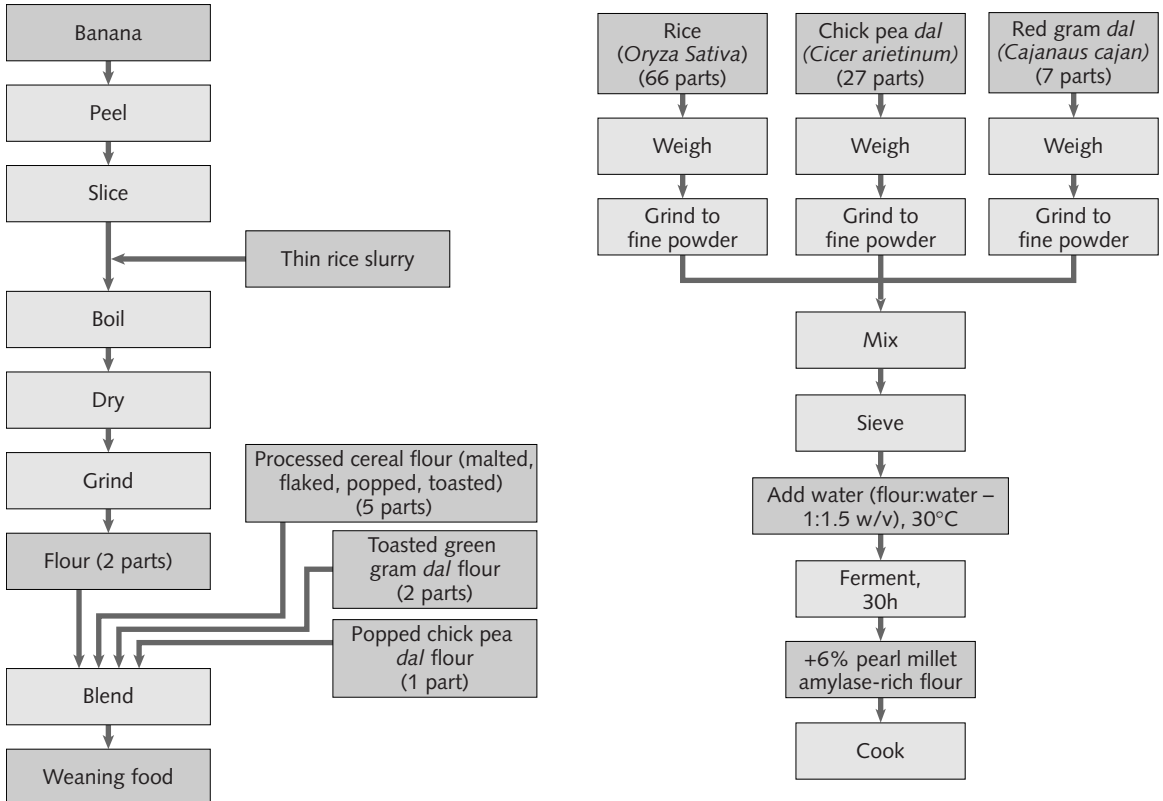 Banana
Peel
Slice
Thin rice slurry
Boil
Dry
Grind
Processed cereal flour (malted,
flaked, popped, toasted)
(5 parts)
Flour (2 parts)
Toasted green
gram dal flour
(2 parts)
Popped chick pea
dal flour
(1 part)
Blend
Weaning food
Rice
(Oryza Sativa)
(66 parts)
Chick pea dal
(Cicer arietinum)
(27 parts)
Red gram dal
(Cajanaus cajan)
(7 parts)
Weigh
Weigh
Weigh
Grind to
fine powder
Grind to
fine powder
Grind to
fine powder
Mix
Sieve
Add water (flour:water –
1:1.5 w/v), 30°C
Ferment,
30h
+6% pearl millet
amylase-rich flour
Cook